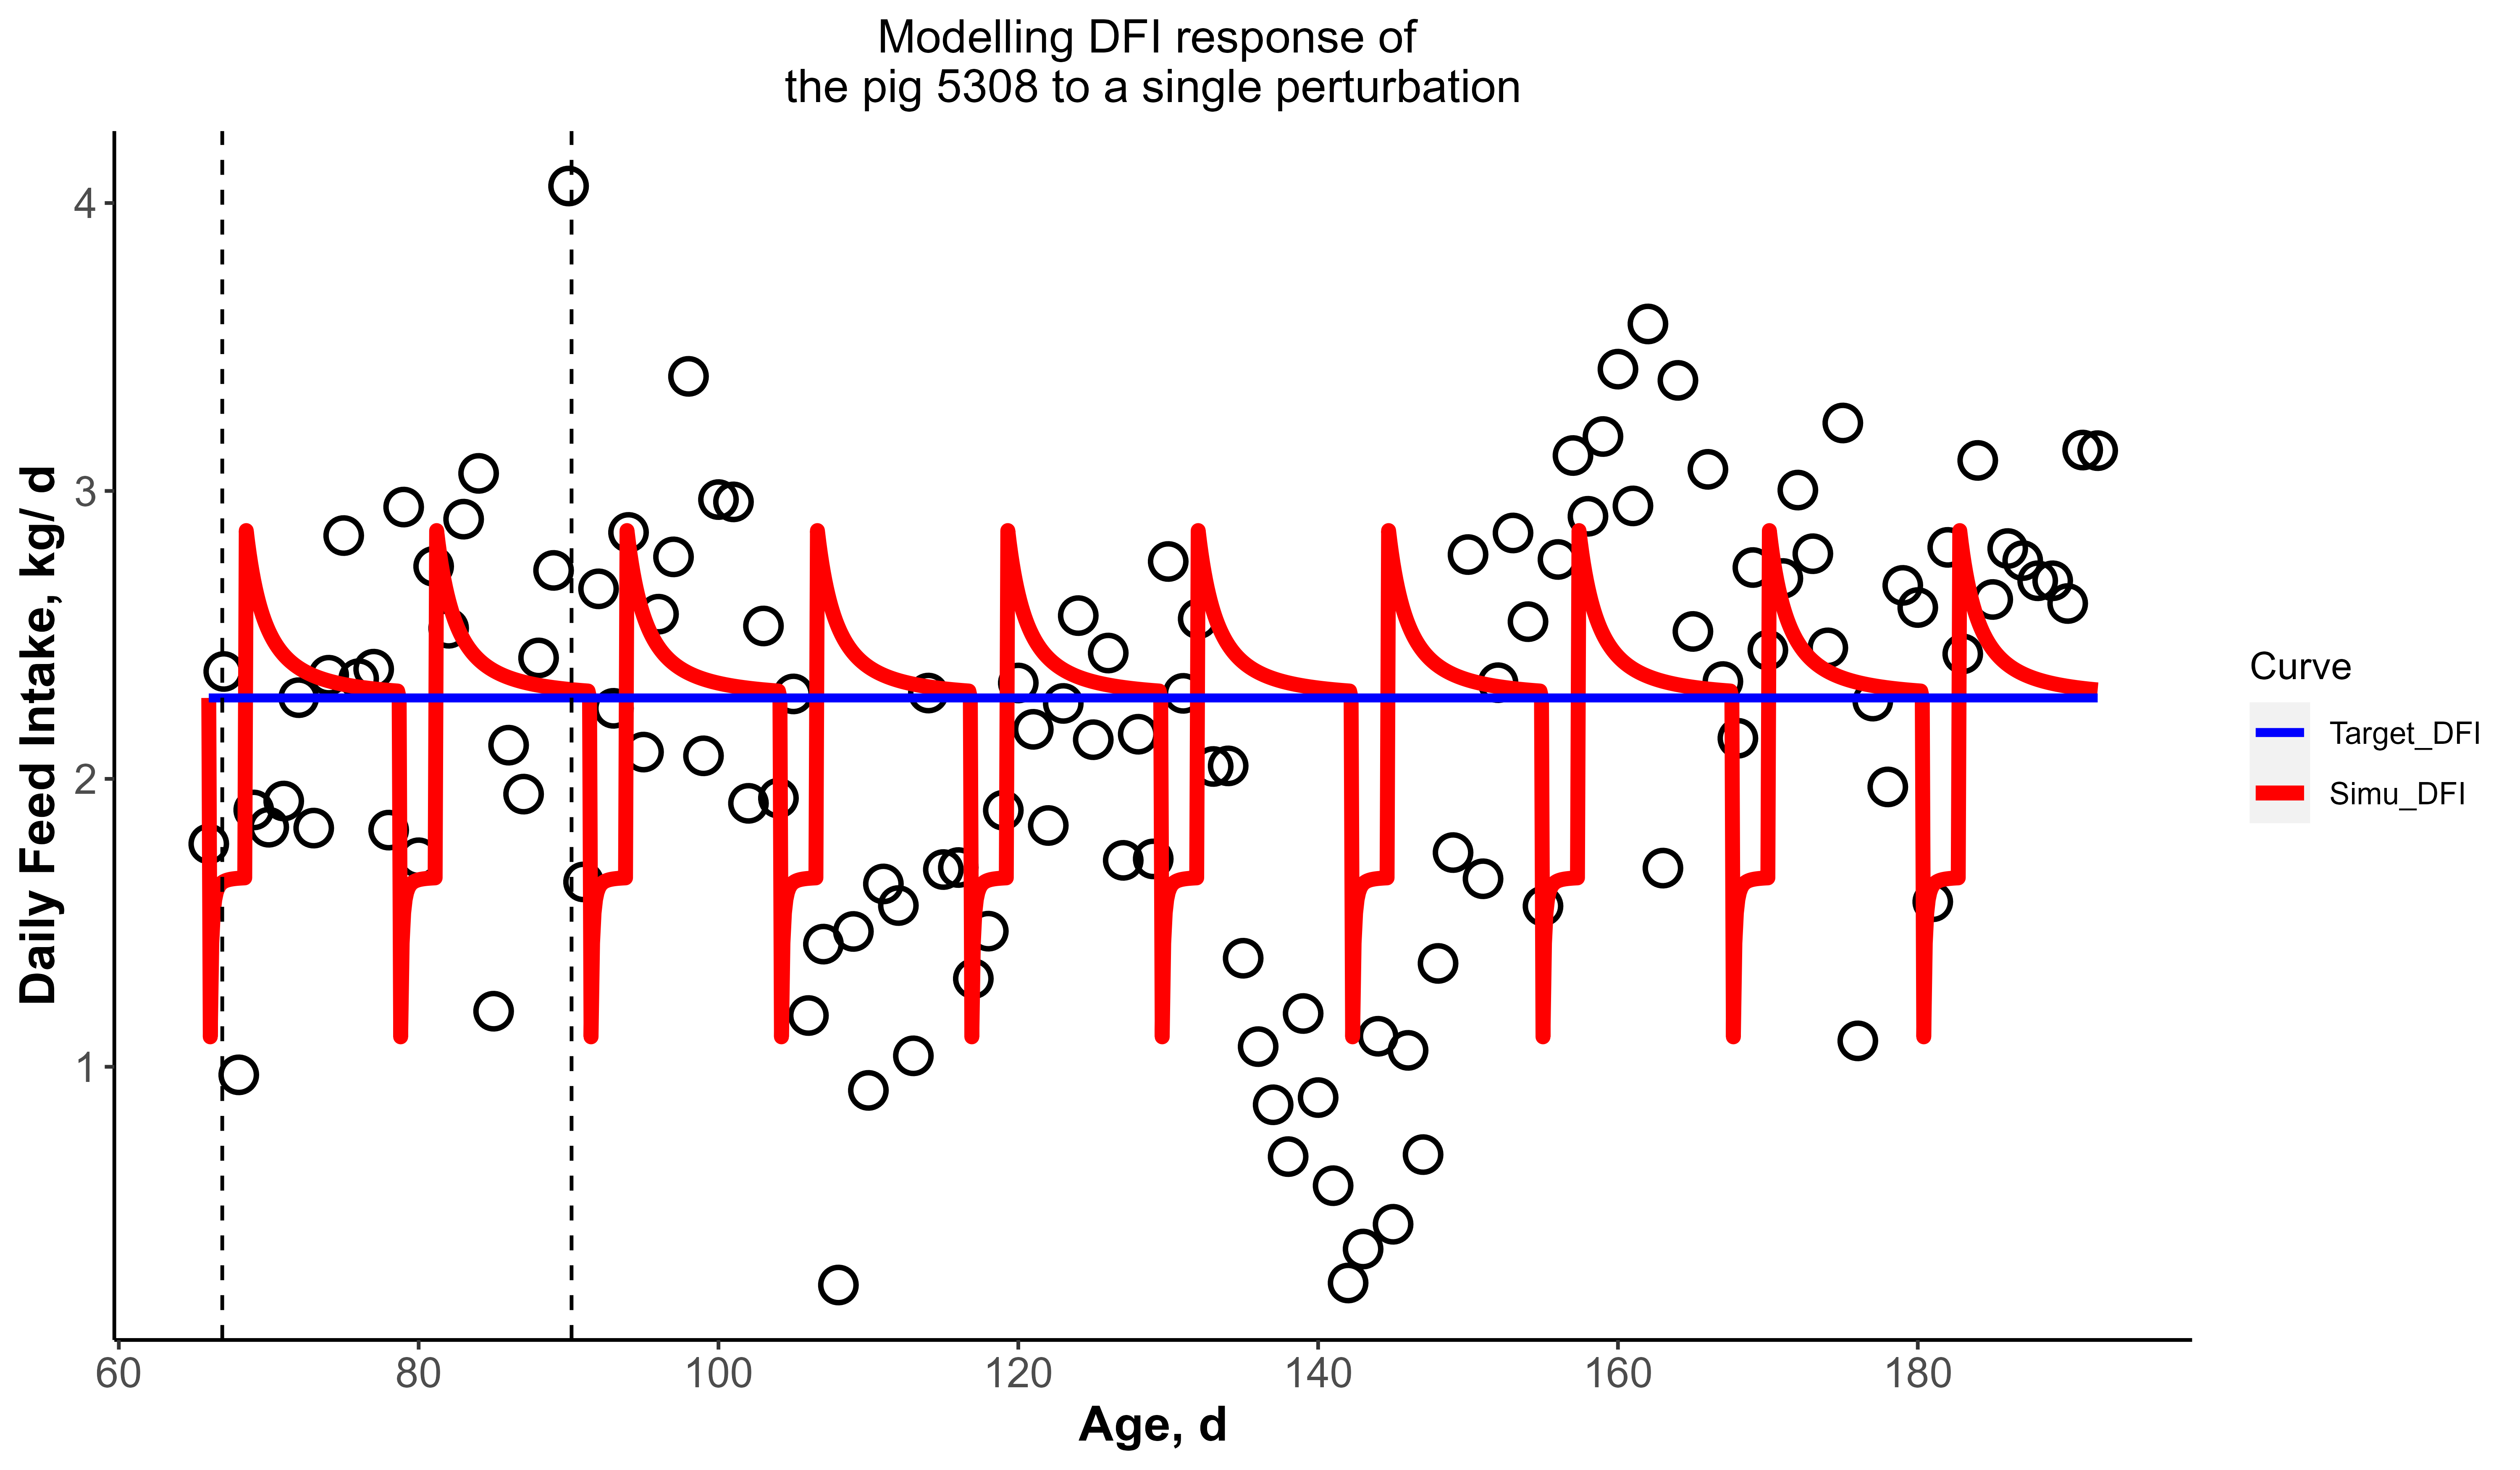 Modelling DFI response of
the pig 5308 to a single perturbation
Daily Feed Intake, kg/ d
4
3
2
1
60 80 100 120 140 160 180
Age, d
Curve
Target_DFI
Simu_DFI